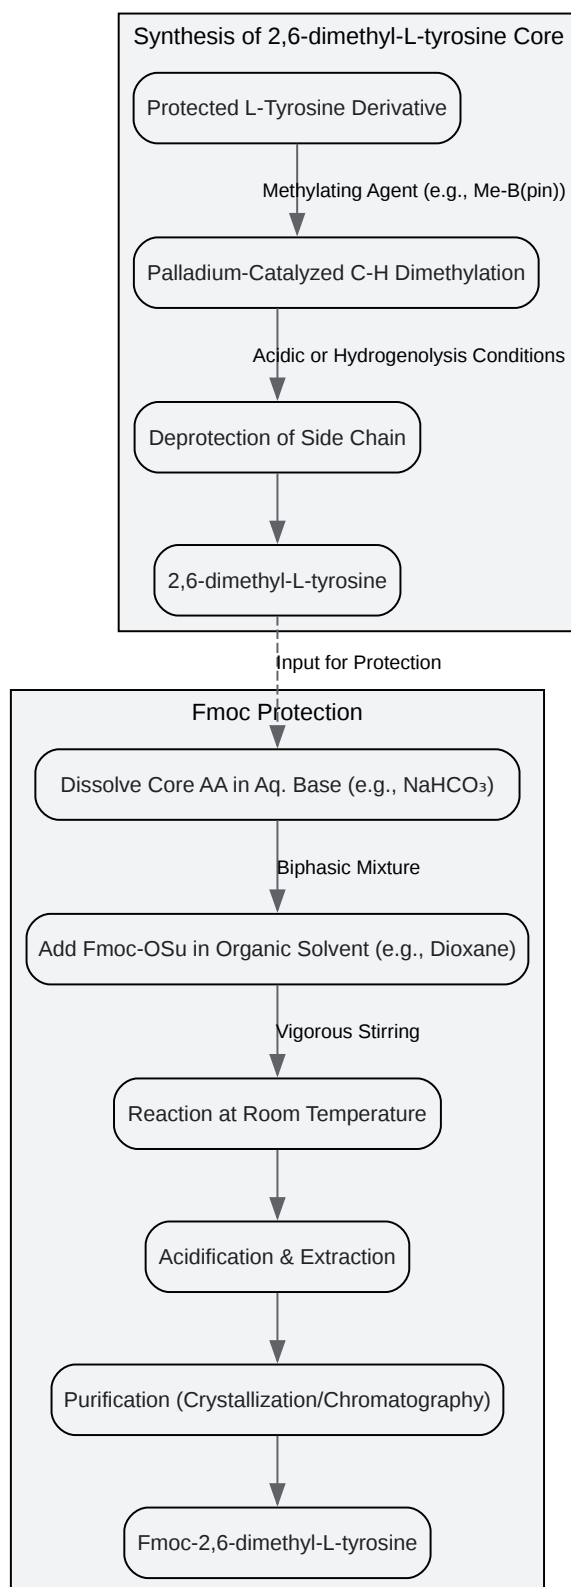 Synthesis of 2,6-dimethyl-L-tyrosine Core
Protected L-Tyrosine Derivative
Methylating Agent (e.g., Me-B(pin))
Palladium-Catalyzed C-H Dimethylation
Acidic or Hydrogenolysis Conditions
Deprotection of Side Chain
2,6-dimethyl-L-tyrosine
Input for Protection
Fmoc Protection
Dissolve Core AA in Aq. Base (e.g., NaHCO₃)
Biphasic Mixture
Add Fmoc-OSu in Organic Solvent (e.g., Dioxane)
Vigorous Stirring
Reaction at Room Temperature
Acidification & Extraction
Purification (Crystallization/Chromatography)
Fmoc-2,6-dimethyl-L-tyrosine